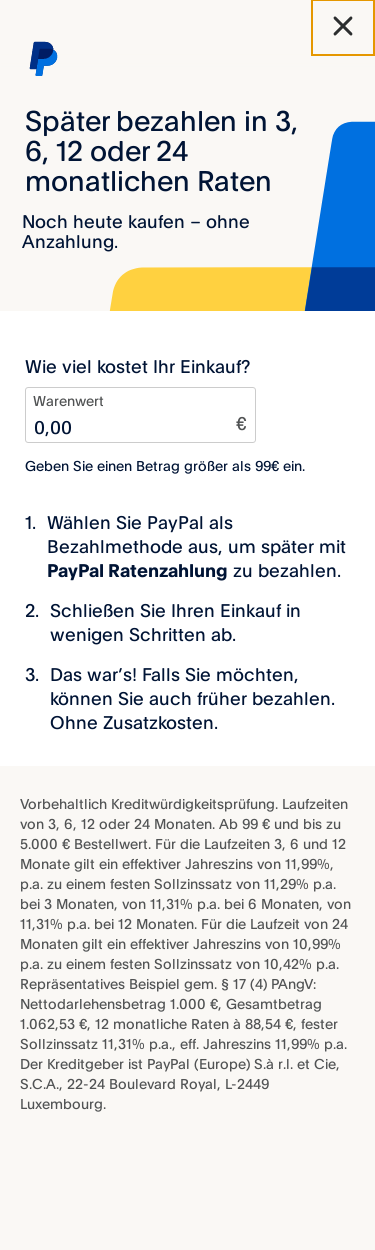 Später bezahlen in 3,
6, 12 oder 24
monatlichen Raten
Noch heute kaufen – ohne
Anzahlung.
Wie viel kostet Ihr Einkauf?
Warenwert
0,00 €
Geben Sie einen Betrag größer als 99€ ein.
1. Wählen Sie PayPal als
Bezahlmethode aus, um später mit
PayPal Ratenzahlung zu bezahlen.
2. Schließen Sie Ihren Einkauf in
wenigen Schritten ab.
3. Das war’s! Falls Sie möchten,
können Sie auch früher bezahlen.
Ohne Zusatzkosten.
Vorbehaltlich Kreditwürdigkeitsprüfung. Laufzeiten
von 3, 6, 12 oder 24 Monaten. Ab 99 € und bis zu
5.000 € Bestellwert. Für die Laufzeiten 3, 6 und 12
Monate gilt ein effektiver Jahreszins von 11,99%,
p.a. zu einem festen Sollzinssatz von 11,29% p.a.
bei 3 Monaten, von 11,31% p.a. bei 6 Monaten, von
11,31% p.a. bei 12 Monaten. Für die Laufzeit von 24
Monaten gilt ein effektiver Jahreszins von 10,99%
p.a. zu einem festen Sollzinssatz von 10,42% p.a.
Repräsentatives Beispiel gem. § 17 (4) PAngV:
Nettodarlehensbetrag 1.000 €, Gesamtbetrag
1.062,53 €, 12 monatliche Raten à 88,54 €, fester
Sollzinssatz 11,31% p.a., eff. Jahreszins 11,99% p.a.
Der Kreditgeber ist PayPal (Europe) S.à r.l. et Cie,
S.C.A., 22-24 Boulevard Royal, L-2449
Luxembourg.